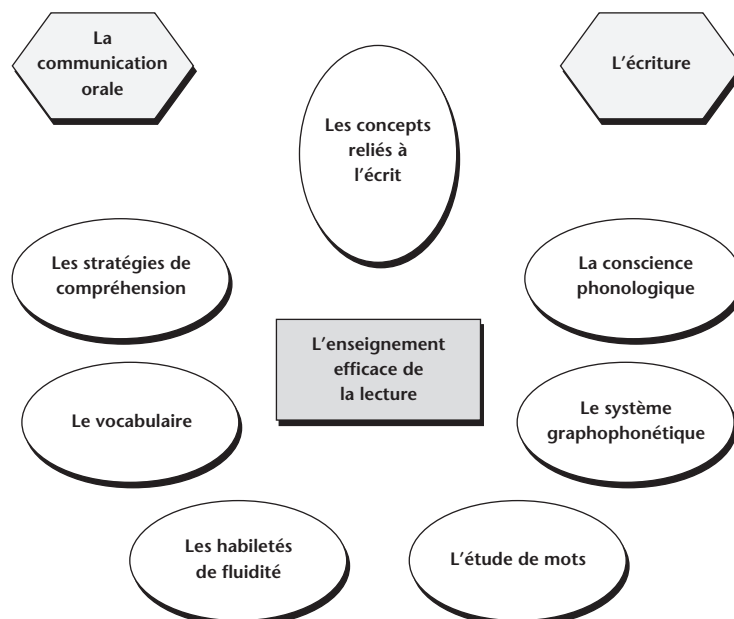 La
communication
orale
L'écriture
Les concepts
reliés à
l'écrit
Les stratégies de
compréhension
La conscience
phonologique
L'enseignement
efficace de
la lecture
Le vocabulaire
Le système
graphophonétique
Les habiletés
de fluidité
L'étude de mots